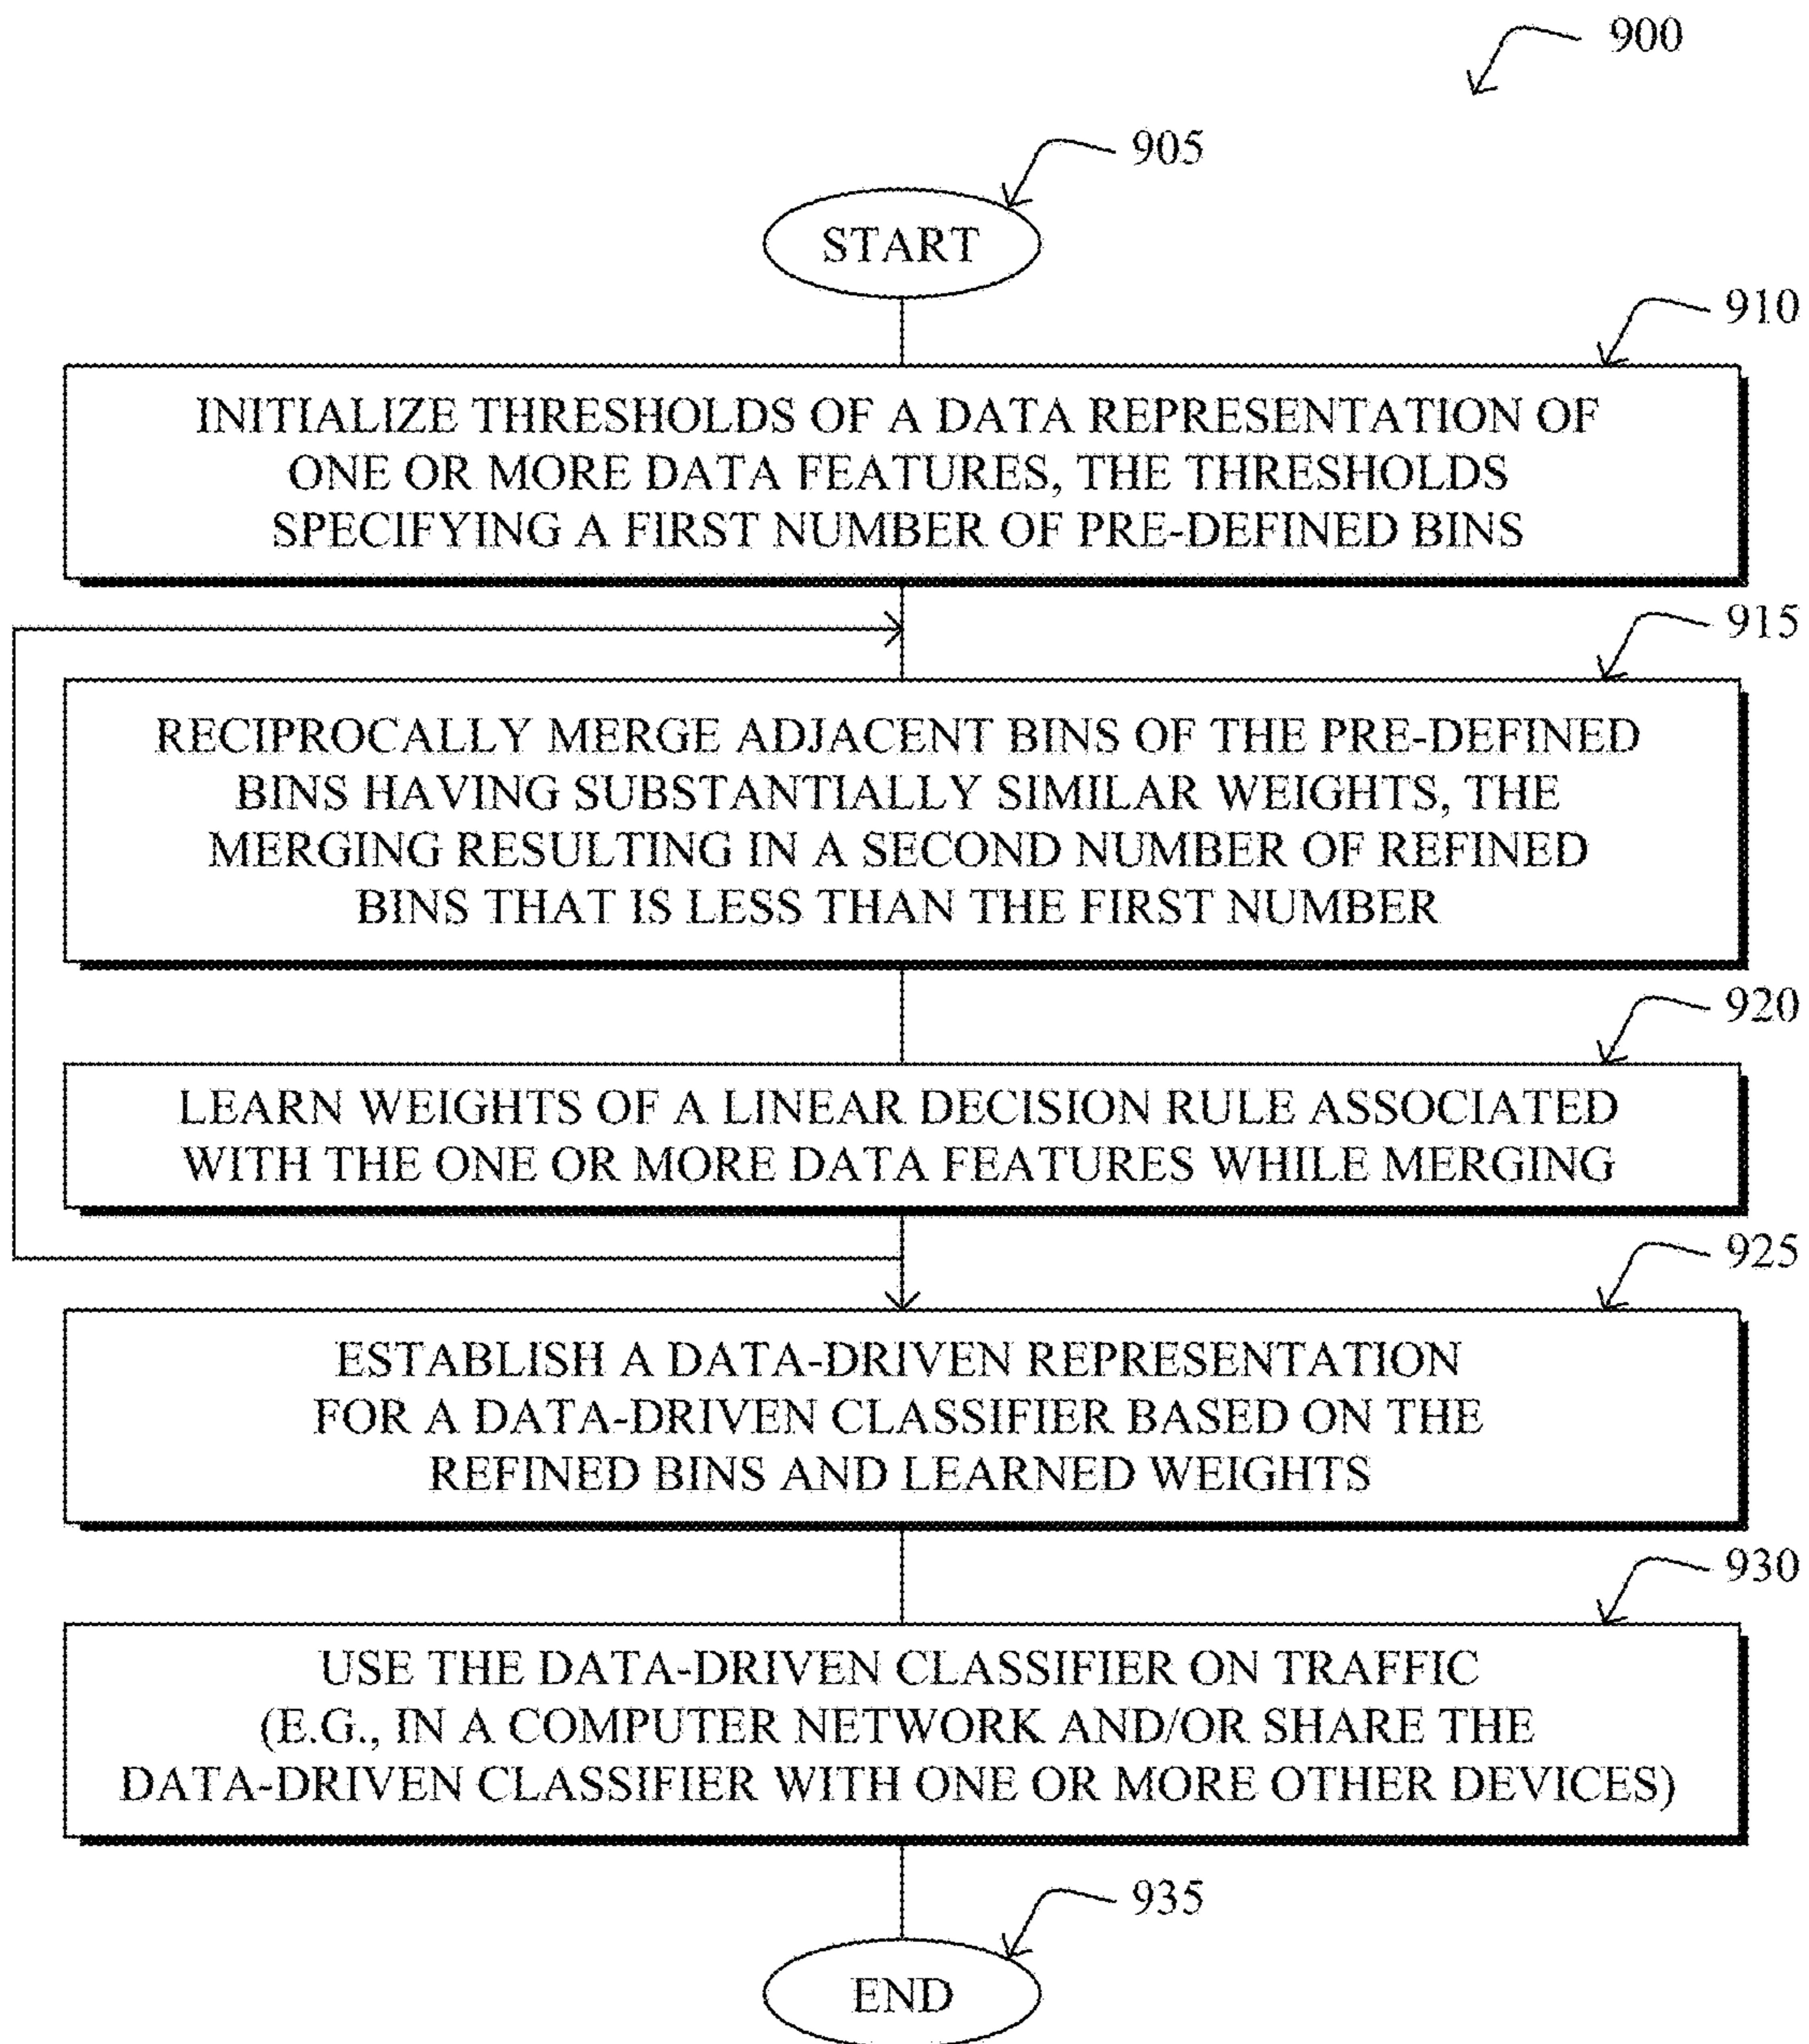 900
905
START
910
INITIALIZE THRESHOLDS OF A DATA REPRESENTATION OF
ONE OR MORE DATA FEATURES, THE THRESHOLDS
SPECIFYING A FIRST NUMBER OF PRE-DEFINED BINS
915
RECIPROCALLY MERGE ADJACENT BINS OF THE PRE-DEFINED
BINS HAVING SUBSTANTIALLY SIMILAR WEIGHTS, THE
MERGING RESULTING IN A SECOND NUMBER OF REFINED
BINS THAT IS LESS THAN THE FIRST NUMBER
920
LEARN WEIGHTS OF A LINEAR DECISION RULE ASSOCIATED
WITH THE ONE OR MORE DATA FEATURES WHILE MERGING
925
ESTABLISH A DATA-DRIVEN REPRESENTATION
FOR A DATA-DRIVEN CLASSIFIER BASED ON THE
REFINED BINS AND LEARNED WEIGHTS
930
USE THE DATA-DRIVEN CLASSIFIER ON TRAFFIC
(E.G., IN A COMPUTER NETWORK AND/OR SHARE THE
DATA-DRIVEN CLASSIFIER WITH ONE OR MORE OTHER DEVICES)
935
END